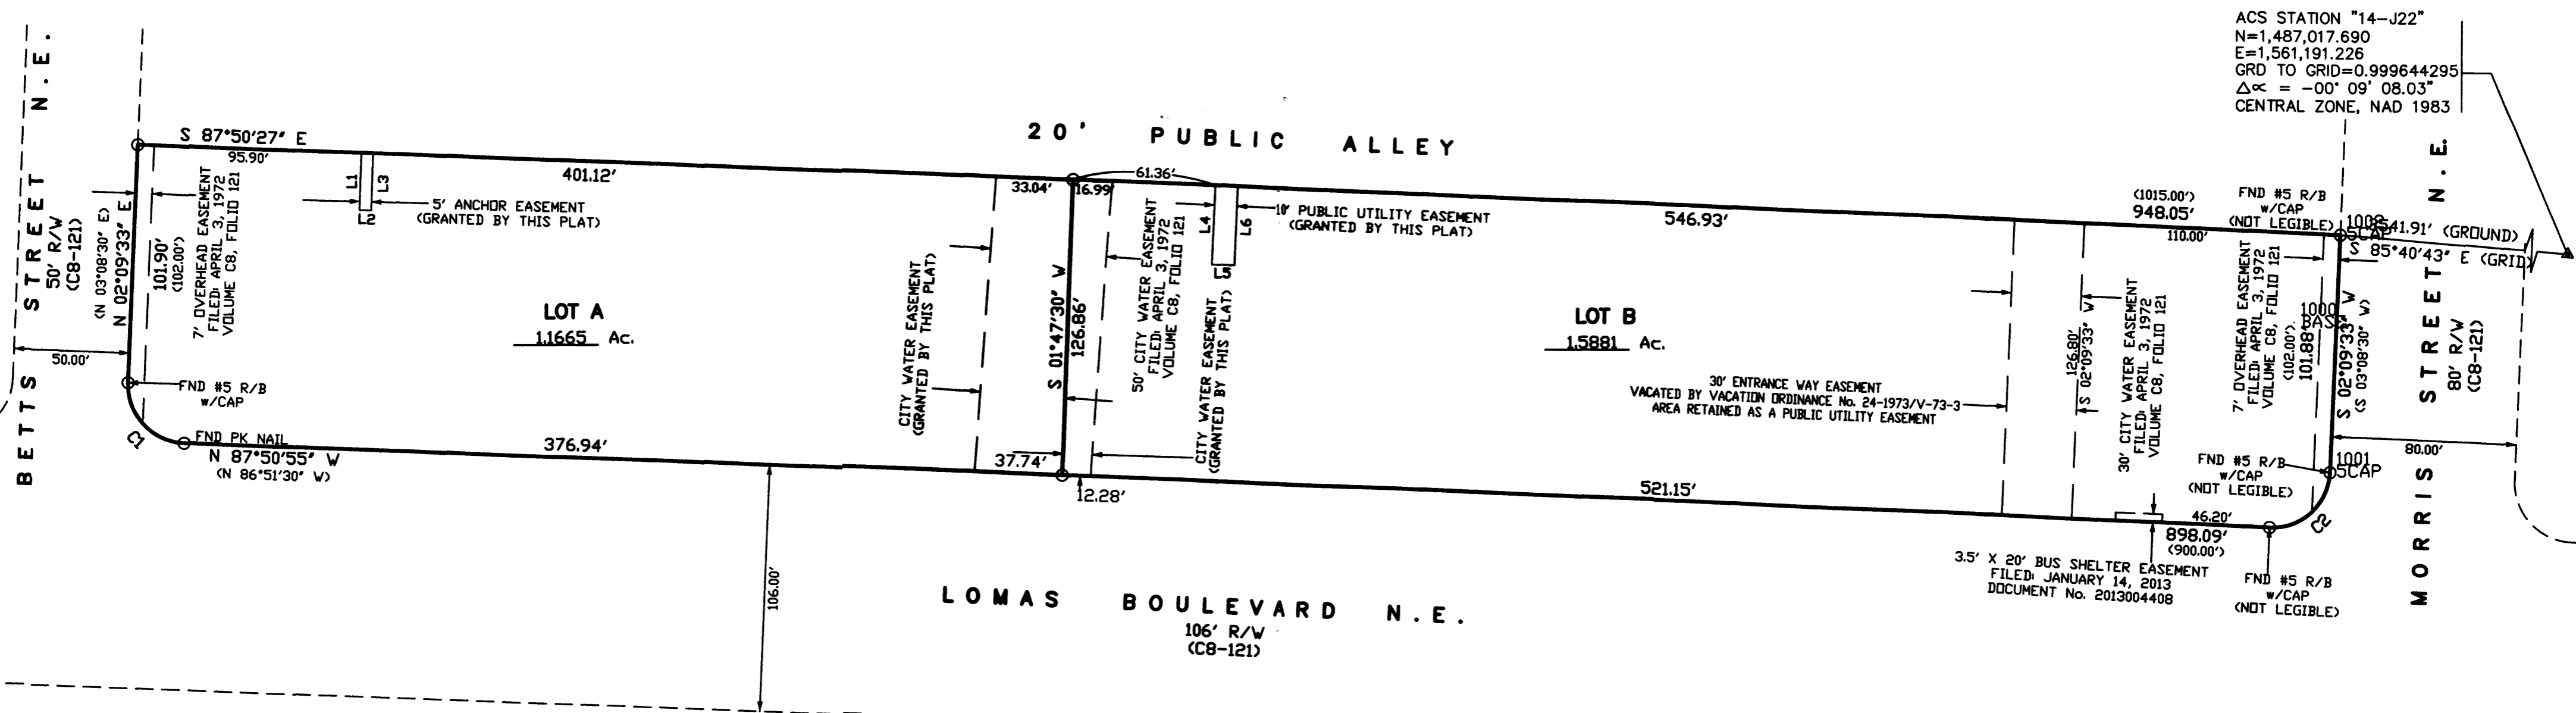 ACS STATION "14-J22"
N=1,487,017.690
E=1,561,191.226
GRD TO GRID=0.999644295
△∝ = -00° 09' 08.03"
CENTRAL ZONE, NAD 1983
BETTS STREET N.E.
50' R/W
(C8-121)
(N 03°08'30" E)
N 02°09'33" E
101.90'
(102.00')
50.00'
S 87°50'27" E
95.90'
7' OVERHEAD EASEMENT
FILED: APRIL 3, 1972
VOLUME C8, FOLIO 121
L1
L3
L2
5' ANCHOR EASEMENT
(GRANTED BY THIS PLAT)
401.12'
20' PUBLIC ALLEY
33.04'
16.99'
61.36'
LOT A
1.1665 Ac.
CITY WATER EASEMENT
(GRANTED BY THIS PLAT)
S 01°47'30" W
126.86'
50' CITY WATER EASEMENT
FILED: APRIL 3, 1972
VOLUME C8, FOLIO 121
CITY WATER EASEMENT
(GRANTED BY THIS PLAT)
L4
L6
L5
10' PUBLIC UTILITY EASEMENT
(GRANTED BY THIS PLAT)
546.93'
LOT B
1.5881 Ac.
30' ENTRANCE WAY EASEMENT
VACATED BY VACATION ORDINANCE No. 24-1973/V-73-3
AREA RETAINED AS A PUBLIC UTILITY EASEMENT
126.80'
S 02°09'33" W
30' CITY WATER EASEMENT
FILED: APRIL 3, 1972
VOLUME C8, FOLIO 121
(1015.00')
948.05'
110.00'
FND #5 R/B
w/CAP
(NOT LEGIBLE)
1002
5CAP
541.91' (GROUND)
S 85°40'43" E (GRID)
7' OVERHEAD EASEMENT
FILED: APRIL 3, 1972
VOLUME C8, FOLIO 121
(102.00')
101.88'
1000
BAS
S 02°09'33" W
(S 03°08'30" W)
MORRIS STREET N.E.
80' R/W
(C8-121)
80.00'
FND #5 R/B
w/CAP
C1
FND PK NAIL
N 87°50'55" W
(N 86°51'30" W)
376.94'
37.74'
12.28'
521.15'
FND #5 R/B
w/CAP
(NOT LEGIBLE)
1001
5CAP
C2
46.20'
898.09'
(900.00')
3.5' X 20' BUS SHELTER EASEMENT
FILED: JANUARY 14, 2013
DOCUMENT No. 2013004408
FND #5 R/B
w/CAP
(NOT LEGIBLE)
106.00'
LOMAS BOULEVARD N.E.
106' R/W
(C8-121)